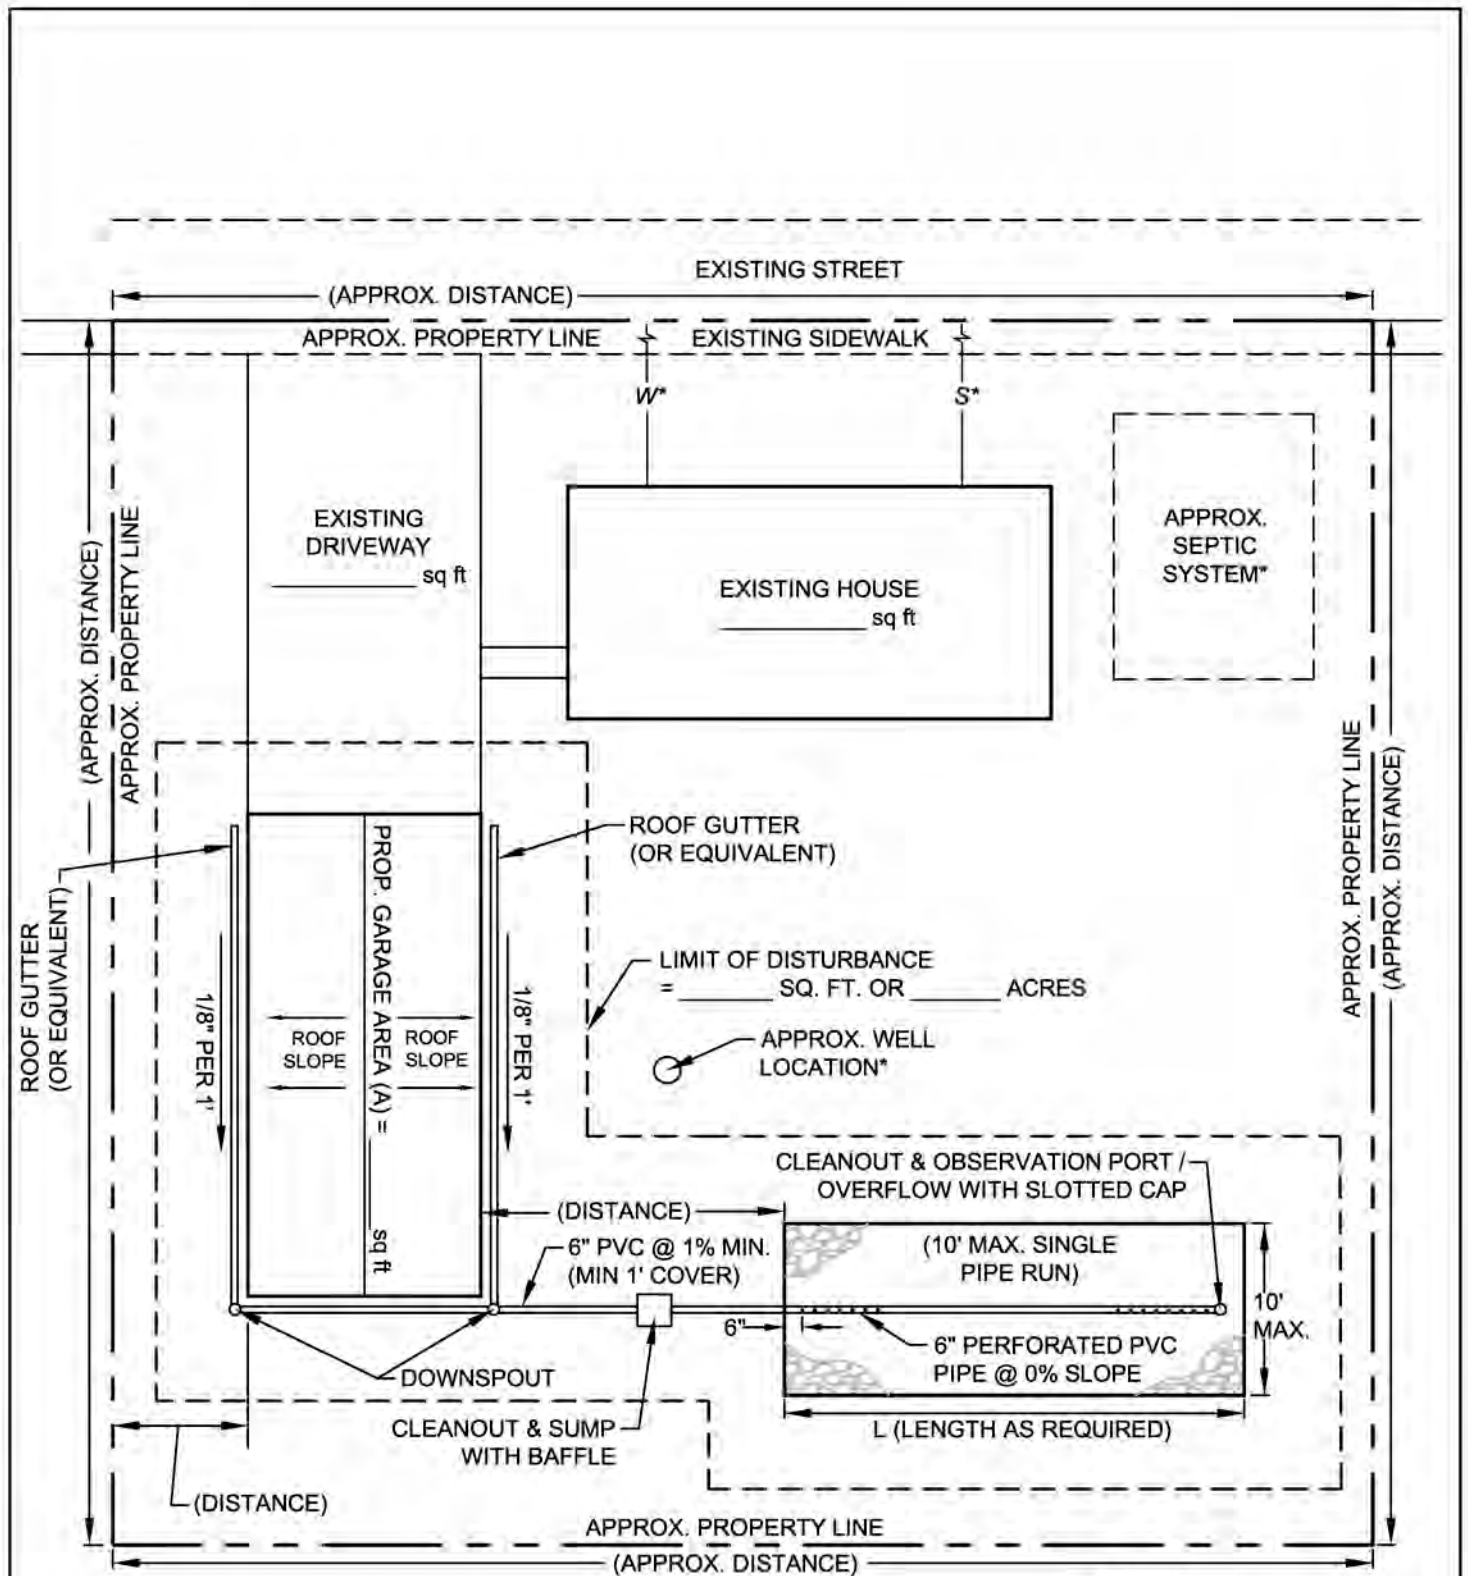 EXISTING STREET
(APPROX. DISTANCE)
APPROX. PROPERTY LINE
EXISTING SIDEWALK
W*
S*
(APPROX. DISTANCE)
APPROX. PROPERTY LINE
EXISTING
DRIVEWAY
sq ft
EXISTING HOUSE
sq ft
APPROX.
SEPTIC
SYSTEM*
APPROX. PROPERTY LINE
(APPROX. DISTANCE)
ROOF GUTTER
(OR EQUIVALENT)
ROOF GUTTER
(OR EQUIVALENT)
1/8" PER 1'
ROOF
SLOPE
PROP. GARAGE AREA (A) = ______ sq ft
ROOF
SLOPE
1/8" PER 1'
LIMIT OF DISTURBANCE
= ______ SQ. FT. OR ______ ACRES
APPROX. WELL
LOCATION*
CLEANOUT & OBSERVATION PORT /
OVERFLOW WITH SLOTTED CAP
(DISTANCE)
6" PVC @ 1% MIN.
(MIN 1' COVER)
(10' MAX. SINGLE
PIPE RUN)
10'
MAX.
6"
6" PERFORATED PVC
PIPE @ 0% SLOPE
DOWNSPOUT
CLEANOUT & SUMP
WITH BAFFLE
L (LENGTH AS REQUIRED)
(DISTANCE)
APPROX. PROPERTY LINE
(APPROX. DISTANCE)